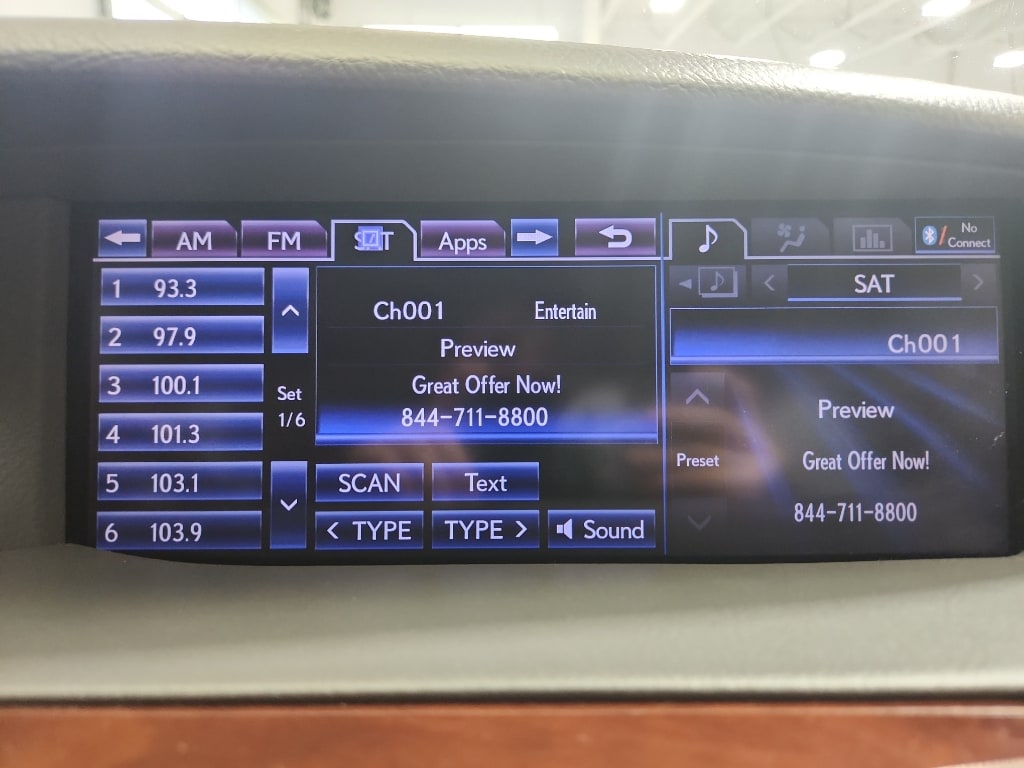 AM FM SAT Apps
1 93.3
2 97.9
3 100.1
4 101.3
5 103.1
6 103.9
Set
1/6
Ch001 Entertain
Preview
Great Offer Now!
844-711-8800
SCAN Text
< TYPE TYPE > Sound
No
Connect
< SAT >
Ch001
Preview
Preset
Great Offer Now!
844-711-8800